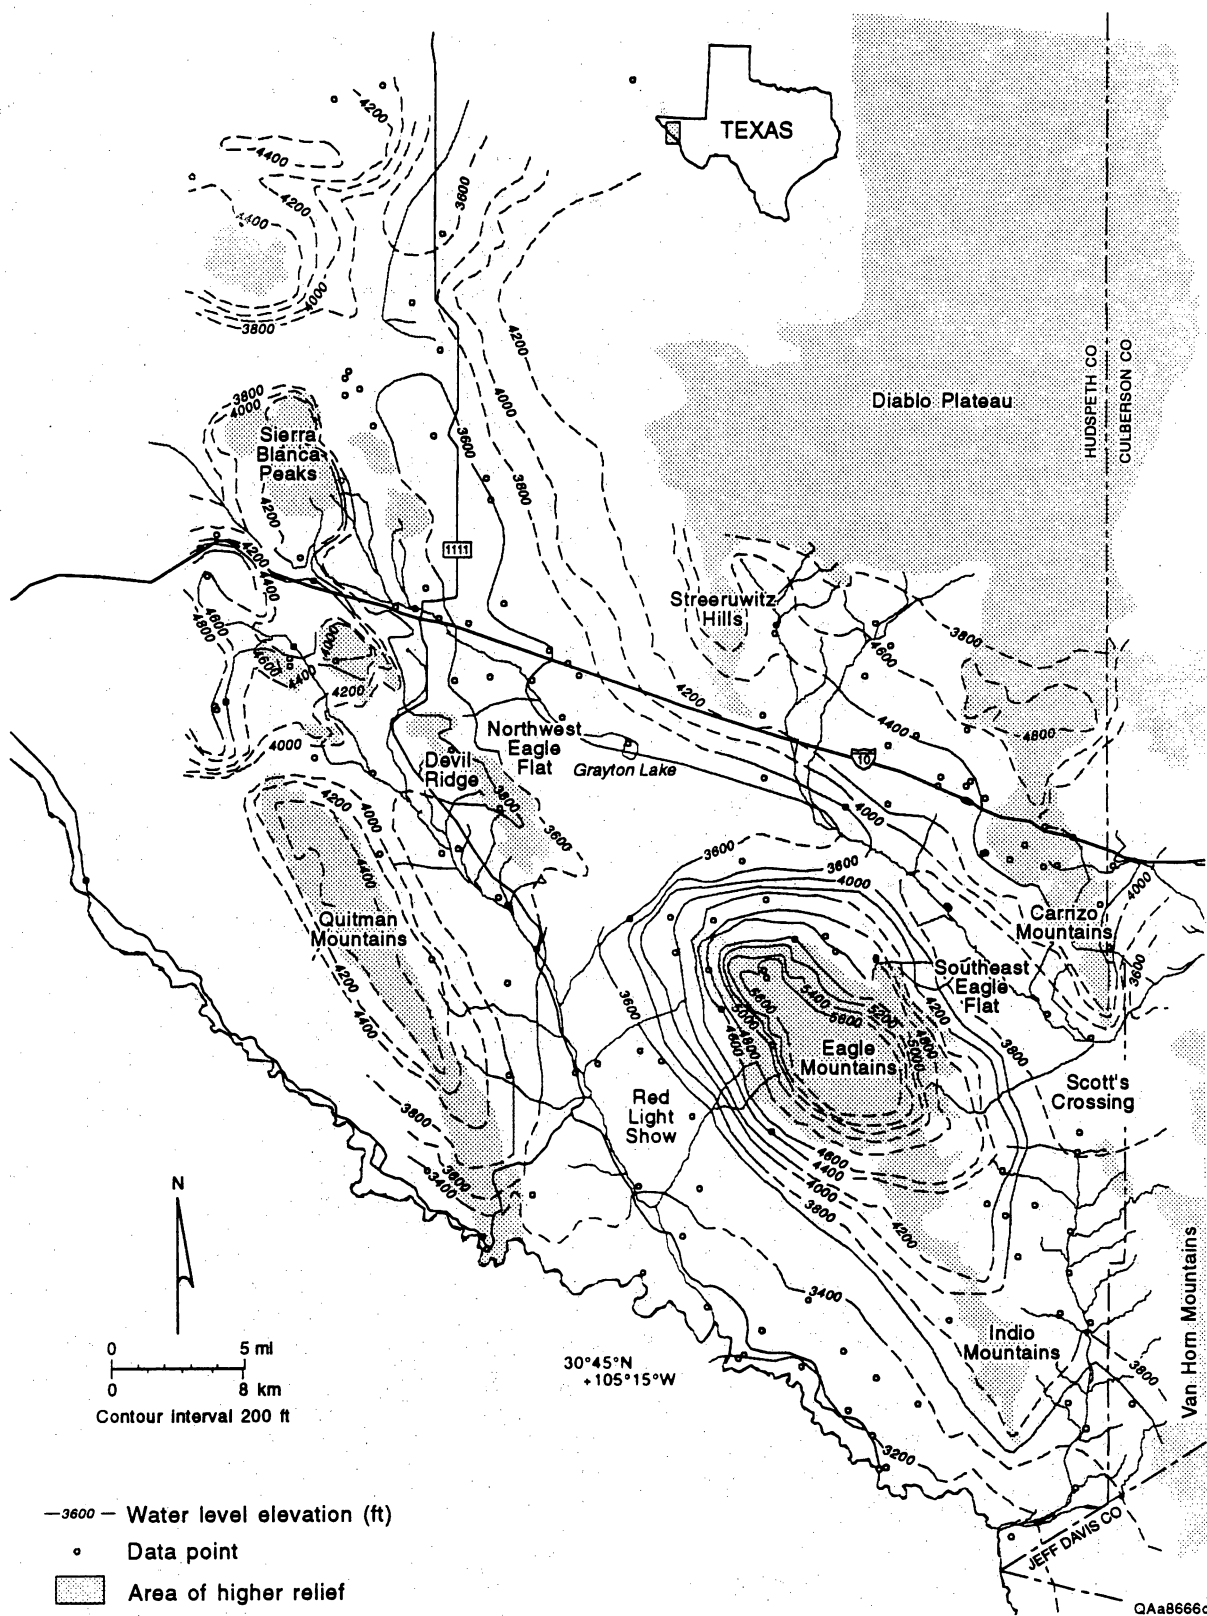 4200
4400
4200
4400
4000
3800
3600
TEXAS
4200
4000
3600
3800
HUDSPETH CO
CULBERSON CO
Diablo Plateau
3800
4000
Sierra
Blanca
Peaks
4200
1111
4200
4400
4600
4800
4000
4600
4400
4200
4000
Streeruwitz
Hills
3800
4600
4200
4400
4800
10
Northwest
Eagle
Flat
Grayton Lake
Devil
Ridge
3800
3600
4200
4000
4400
Quitman
Mountains
4200
4400
3600
3600
4000
4000
4000
Carrizo
Mountains
3600
Southeast
Eagle
Flat
4200
3800
3600
5600
5400
5600
5200
5000
4800
4600
4800
5000
Eagle
Mountains
Scott's
Crossing
Red
Light
Show
3800
3600
3400
4600
4400
4000
3800
4200
3400
Indio
Mountains
3800
Van Horn Mountains
3200
JEFF DAVIS CO
N
0 5 mi
0 8 km
Contour interval 200 ft
30°45'N
+105°15'W
—3600— Water level elevation (ft)
Data point
Area of higher relief
QAa8666c